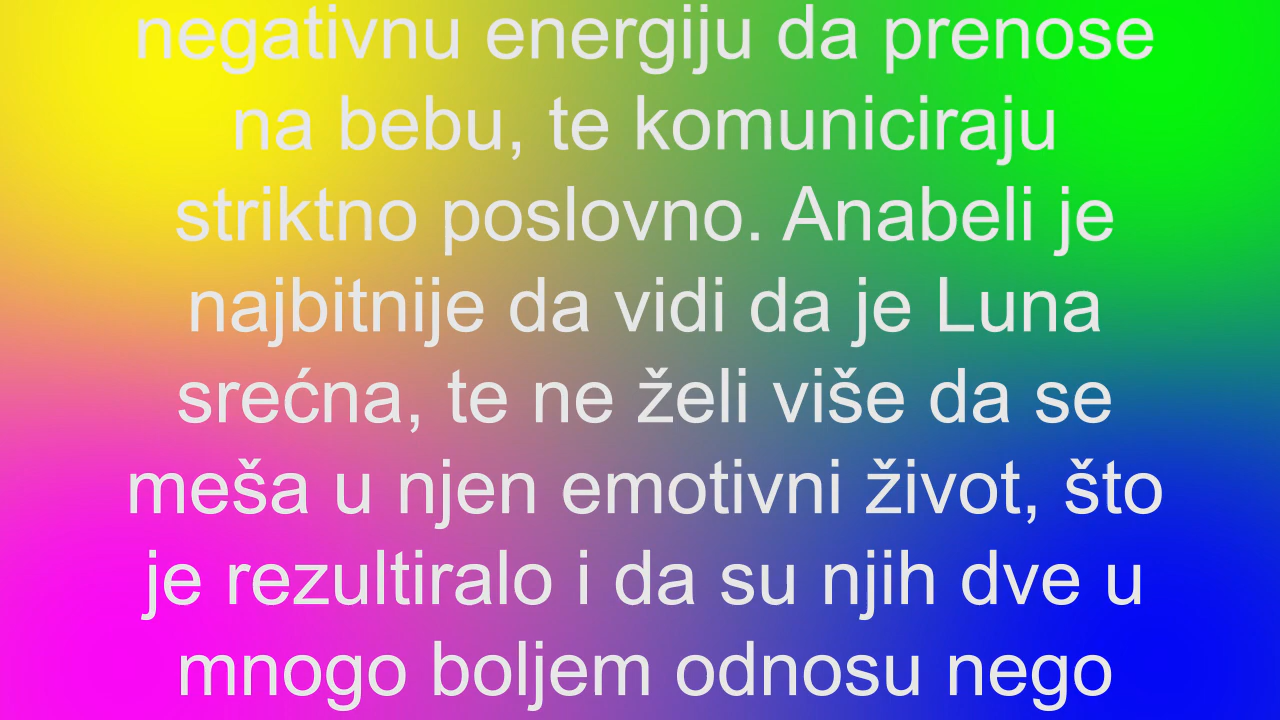 negativnu energiju da prenose
na bebu, te komuniciraju
striktno poslovno. Anabeli je
najbitnije da vidi da je Luna
srećna, te ne želi više da se
meša u njen emotivni život, što
je rezultiralo i da su njih dve u
mnogo boljem odnosu nego